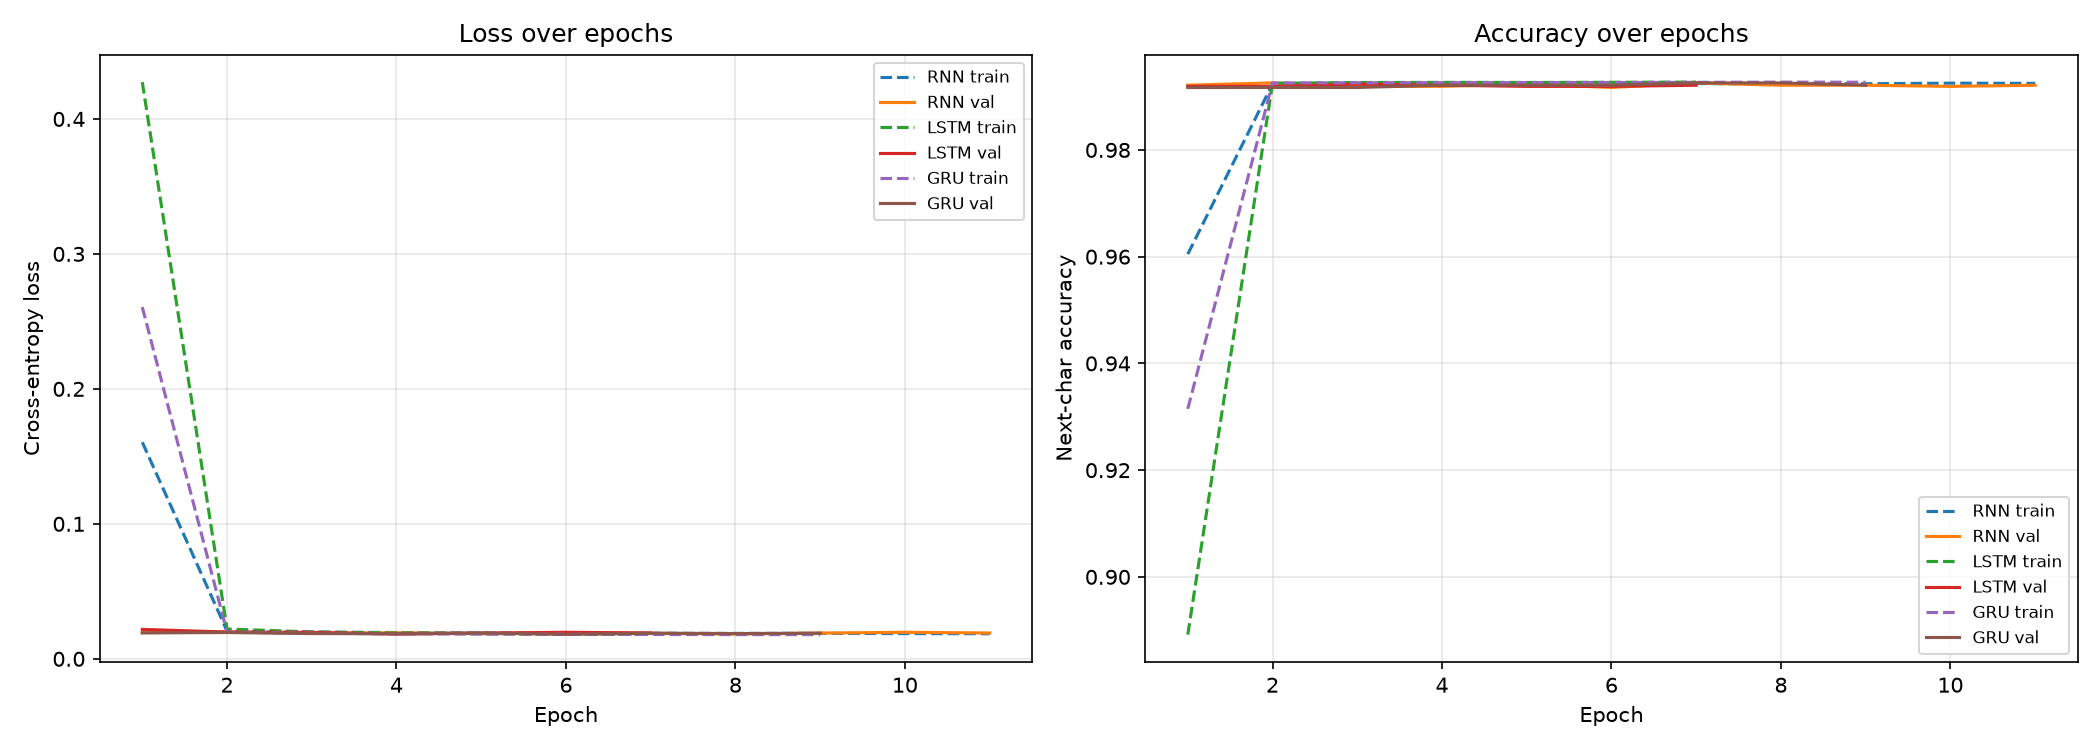 Loss over epochs
Cross-entropy loss
0.4
0.3
0.2
0.1
0.0
2
4
6
8
10
Epoch
RNN train
RNN val
LSTM train
LSTM val
GRU train
GRU val
Accuracy over epochs
Next-char accuracy
0.98
0.96
0.94
0.92
0.90
2
4
6
8
10
Epoch
RNN train
RNN val
LSTM train
LSTM val
GRU train
GRU val